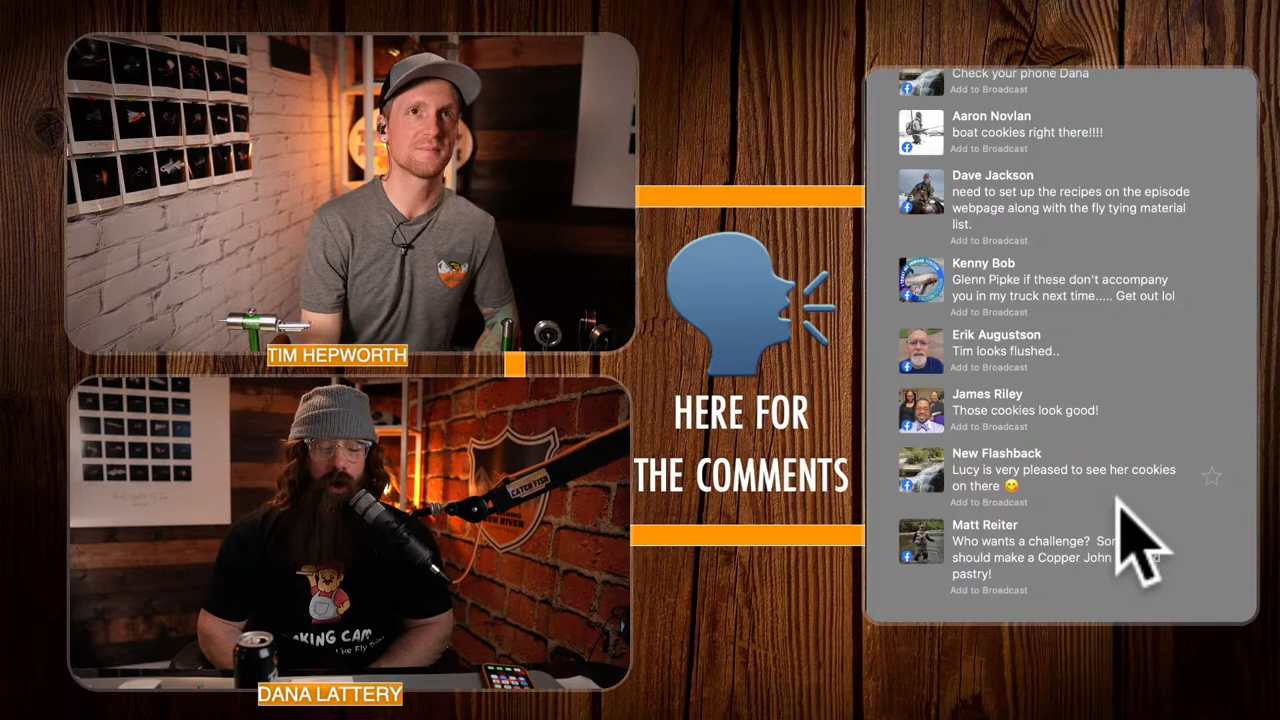 TIM HEPWORTH
CATCH FISH
DANA LATTERY
HERE FOR
THE COMMENTS
Check your phone Dana
Add to Broadcast
Aaron Novlan
boat cookies right there!!!!
Add to Broadcast
Dave Jackson
need to set up the recipes on the episode
webpage along with the fly tying material
list.
Add to Broadcast
Kenny Bob
Glenn Pipke if these don't accompany
you in my truck next time..... Get out lol
Add to Broadcast
Erik Augustson
Tim looks flushed..
Add to Broadcast
James Riley
Those cookies look good!
Add to Broadcast
New Flashback
Lucy is very pleased to see her cookies
on there 😋
Add to Broadcast
Matt Reiter
Who wants a challenge?
should make a Copper John
pastry!
Add to Broadcast